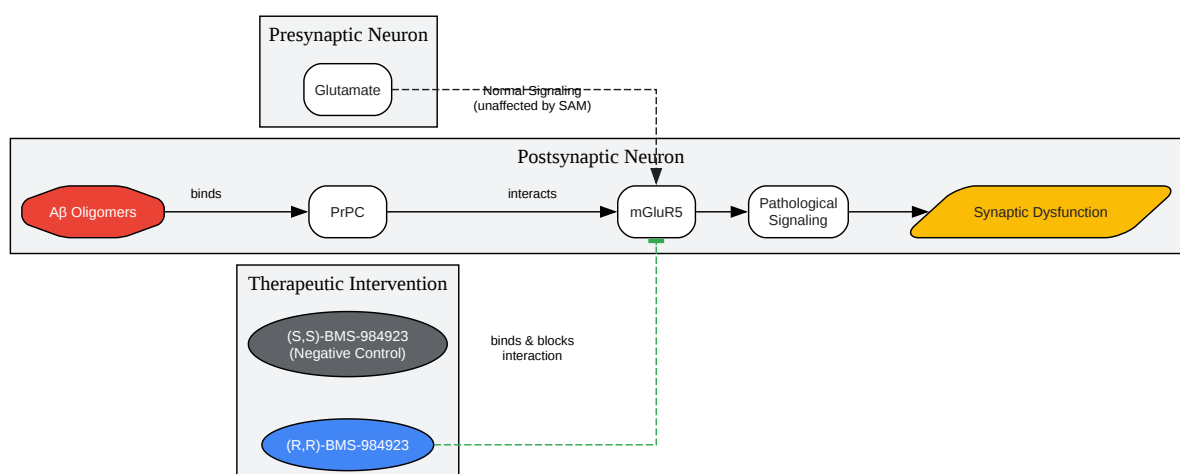 Presynaptic Neuron
Glutamate
Normal Signaling
(unaffected by SAM)
Postsynaptic Neuron
Aβ Oligomers
binds
PrPC
interacts
mGluR5
Pathological
Signaling
Synaptic Dysfunction
Therapeutic Intervention
(S,S)-BMS-984923
(Negative Control)
binds & blocks
interaction
(R,R)-BMS-984923